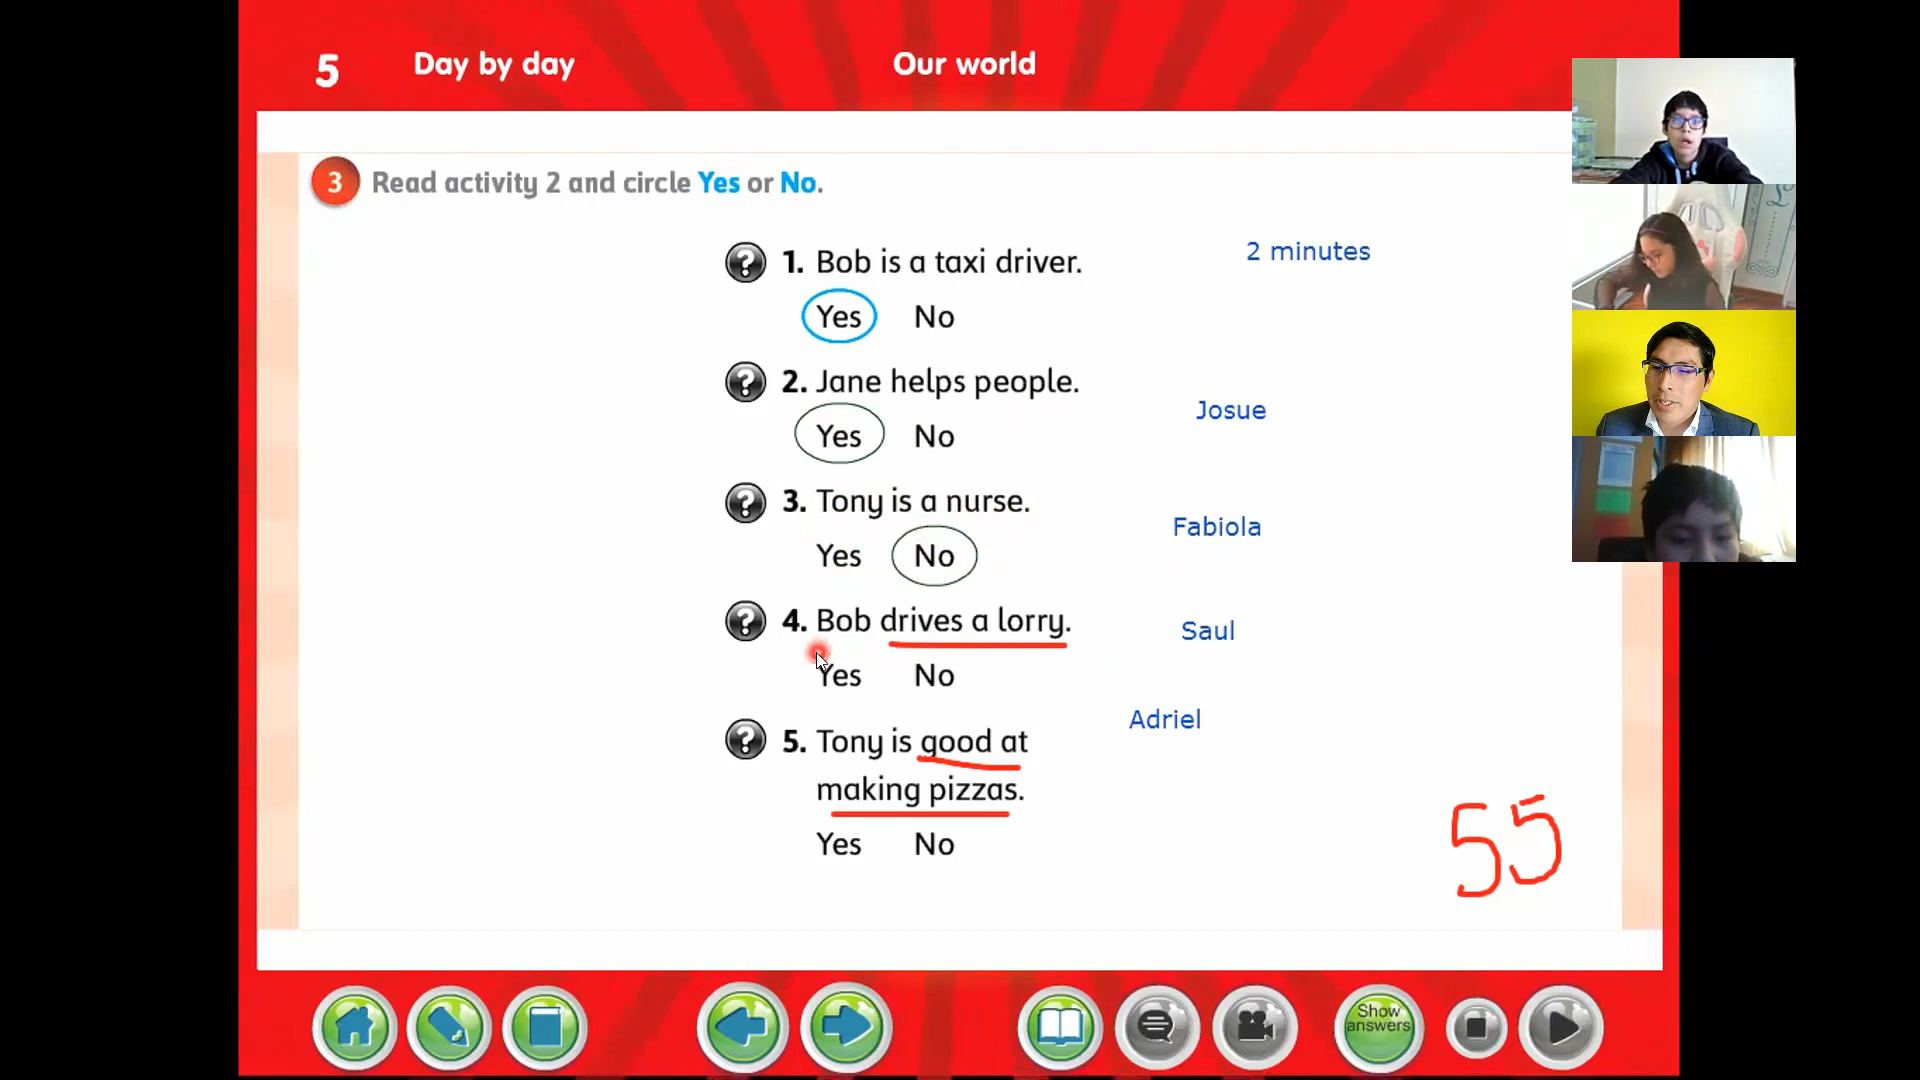 5 Day by day Our world
3 Read activity 2 and circle Yes or No.
1. Bob is a taxi driver. 2 minutes
Yes No
2. Jane helps people.
Josue
Yes No
3. Tony is a nurse.
Fabiola
Yes No
4. Bob drives a lorry.
Saul
Yes No
Adriel
5. Tony is good at
making pizzas.
Yes No
55
Show
answers